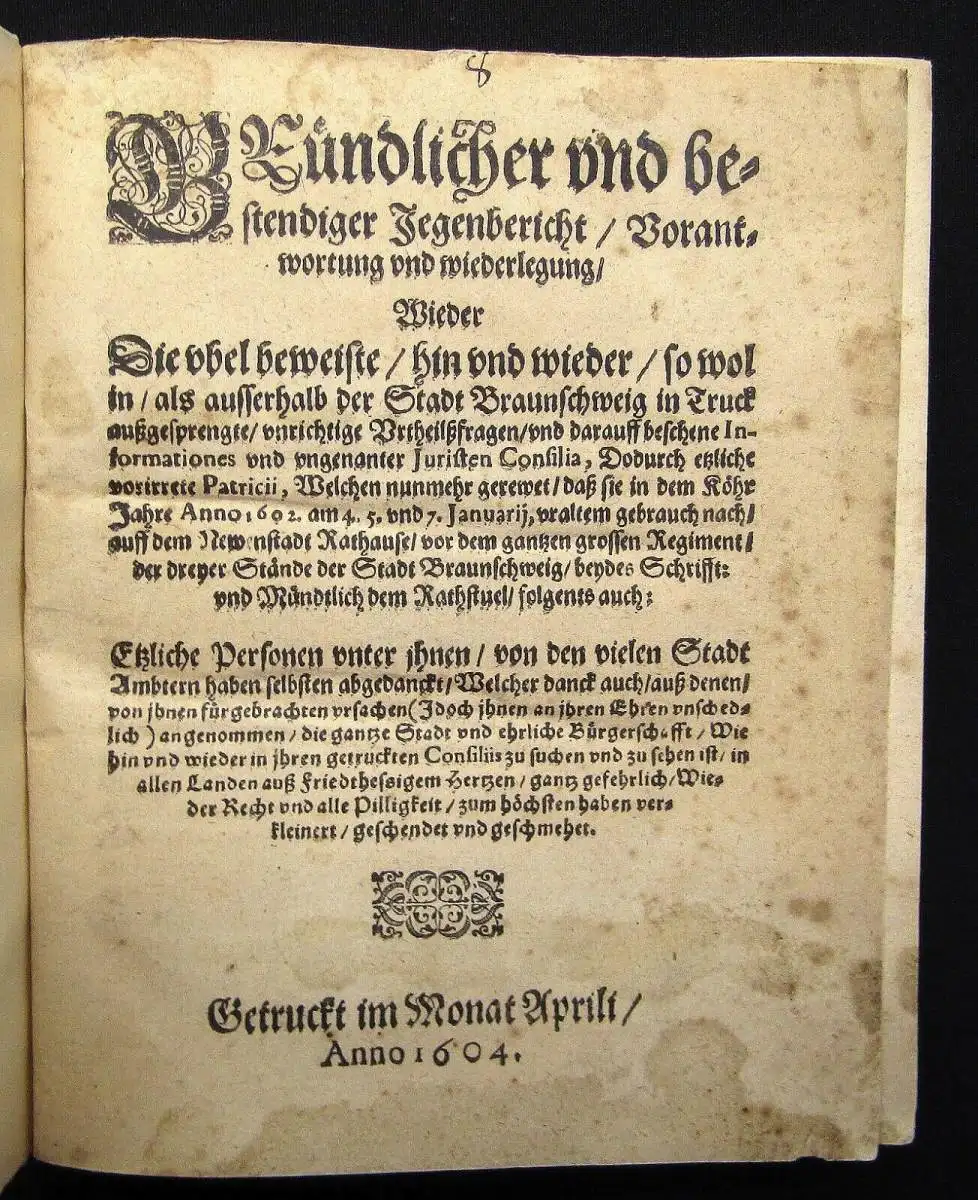 8
GRündlicher vnd be-
stendiger Jegenbericht / Vorant-
wortung vnd wiederlegung/
Wieder
Die vbel beweiste / hin vnd wieder / so wol
in / als ausserhalb der Stadt Braunschweig in Truck
außgesprengte / vnrichtige Vrtheilßfragen/vnd darauff beschene In-
formationes vnd vngenanter Juristen Consilia, Dodurch etzliche
vorirrete Patricii, Welchen nunmehr gerewet / daß sie in dem Köhr
Jahre Anno 1602. am 4. 5. vnd 7. Januarij, vraltem gebrauch nach/
auff dem Newenstadt Rathause/ vor dem gantzen grossen Regiment/
der dreyer Stände der Stadt Braunschweig/ beydes Schrifft:
vnd Mündtlich dem Rathstuel/ folgents auch:
Etzliche Personen vnter jhnen / von den vielen Stadt
Ambtern haben selbsten abgedanckt/Welcher danck auch/auß denen/
von jhnen fürgebrachten vrsachen(Jdoch jhnen an jhren Ehren vnsched-
lich ) angenommen / die gantze Stadt vnd ehrliche Bürgerschafft / Wie
hin vnd wieder in jhren getruckten Consiliis zu suchen vnd zu sehen ist/ in
allen Landen auß Friedthessigem Hertzen / gantz gefehrlich/Wie-
der Recht vnd alle Pilligkeit / zum höchsten haben ver-
kleinert / geschendet vnd geschmehet.
Getruckt im Monat Aprili /
Anno 1604.